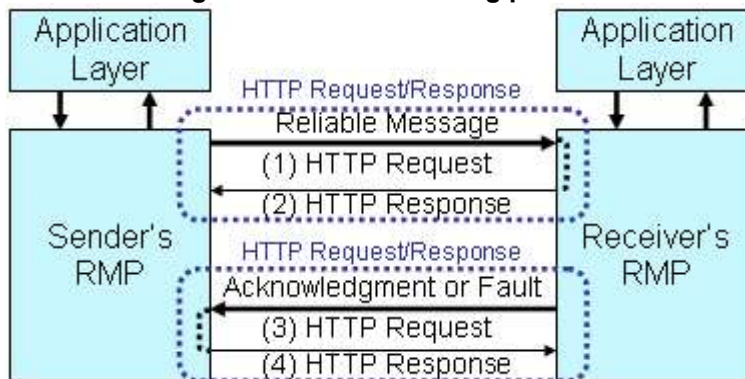 Application
Layer
Application
Layer
HTTP Request/Response
Reliable Message
(1) HTTP Request
(2) HTTP Response
Sender's
RMP
Receiver's
RMP
HTTP Request/Response
Acknowledgment or Fault
(3) HTTP Request
(4) HTTP Response